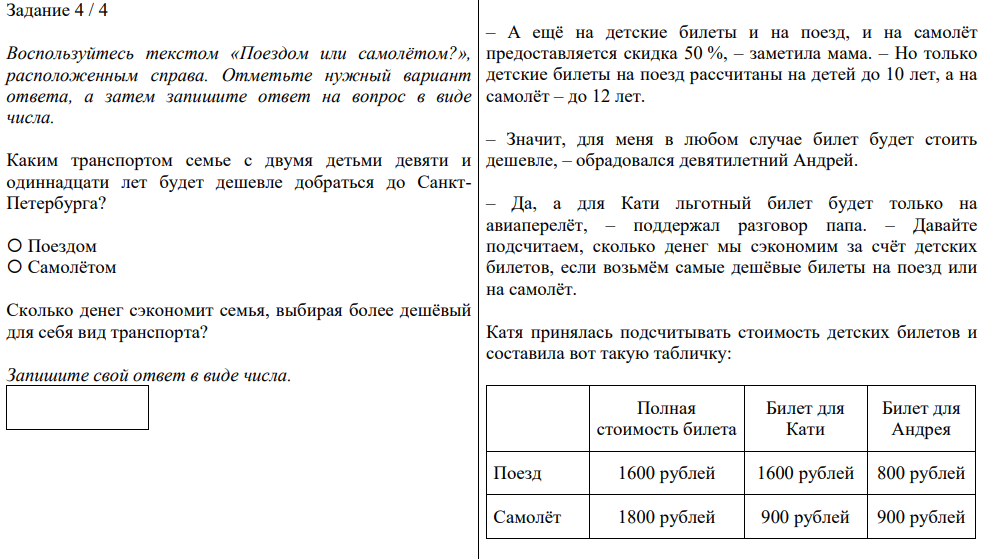 Задание 4 / 4
Воспользуйтесь текстом «Поездом или самолётом?»,
расположенным справа. Отметьте нужный вариант
ответа, а затем запишите ответ на вопрос в виде
числа.
Каким транспортом семье с двумя детьми девяти и
одиннадцати лет будет дешевле добраться до Санкт-
Петербурга?
Поездом
Самолётом
Сколько денег сэкономит семья, выбирая более дешёвый
для себя вид транспорта?
Запишите свой ответ в виде числа.
– А ещё на детские билеты и на поезд, и на самолёт
предоставляется скидка 50 %, – заметила мама. – Но только
детские билеты на поезд рассчитаны на детей до 10 лет, а на
самолёт – до 12 лет.
– Значит, для меня в любом случае билет будет стоить
дешевле, – обрадовался девятилетний Андрей.
– Да, а для Кати льготный билет будет только на
авиаперелёт, – поддержал разговор папа. – Давайте
подсчитаем, сколько денег мы сэкономим за счёт детских
билетов, если возьмём самые дешёвые билеты на поезд или
на самолёт.
Катя принялась подсчитывать стоимость детских билетов и
составила вот такую табличку:
Полная стоимость билета Билет для Кати Билет для Андрея
Поезд 1600 рублей 1600 рублей 800 рублей
Самолёт 1800 рублей 900 рублей 900 рублей